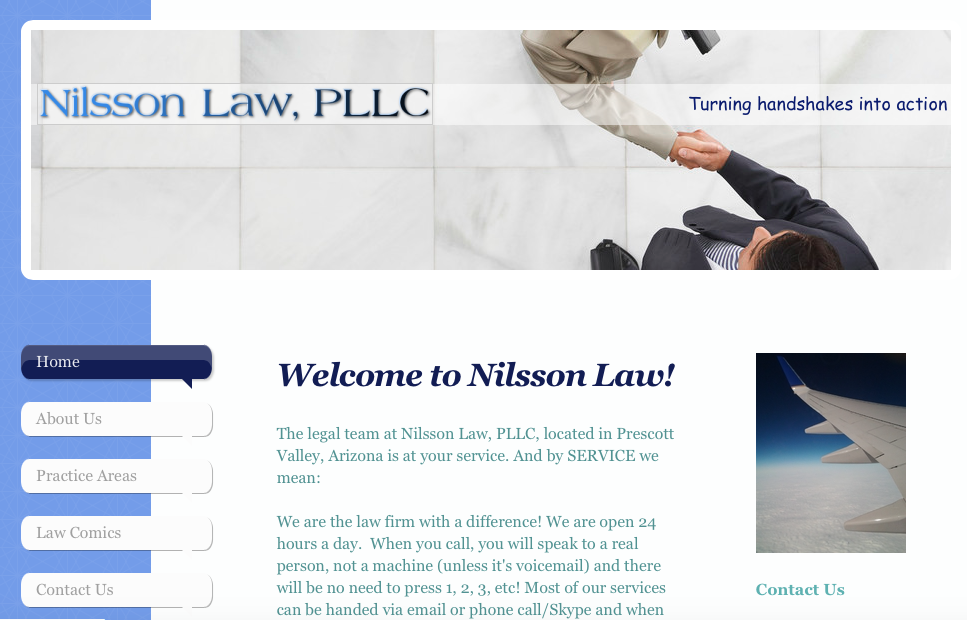 Nilsson Law, PLLC
Turning handshakes into action
Home
About Us
Practice Areas
Law Comics
Contact Us
Welcome to Nilsson Law!
The legal team at Nilsson Law, PLLC, located in Prescott
Valley, Arizona is at your service. And by SERVICE we
mean:
We are the law firm with a difference! We are open 24
hours a day.  When you call, you will speak to a real
person, not a machine (unless it's voicemail) and there
will be no need to press 1, 2, 3, etc! Most of our services
can be handed via email or phone call/Skype and when
Contact Us